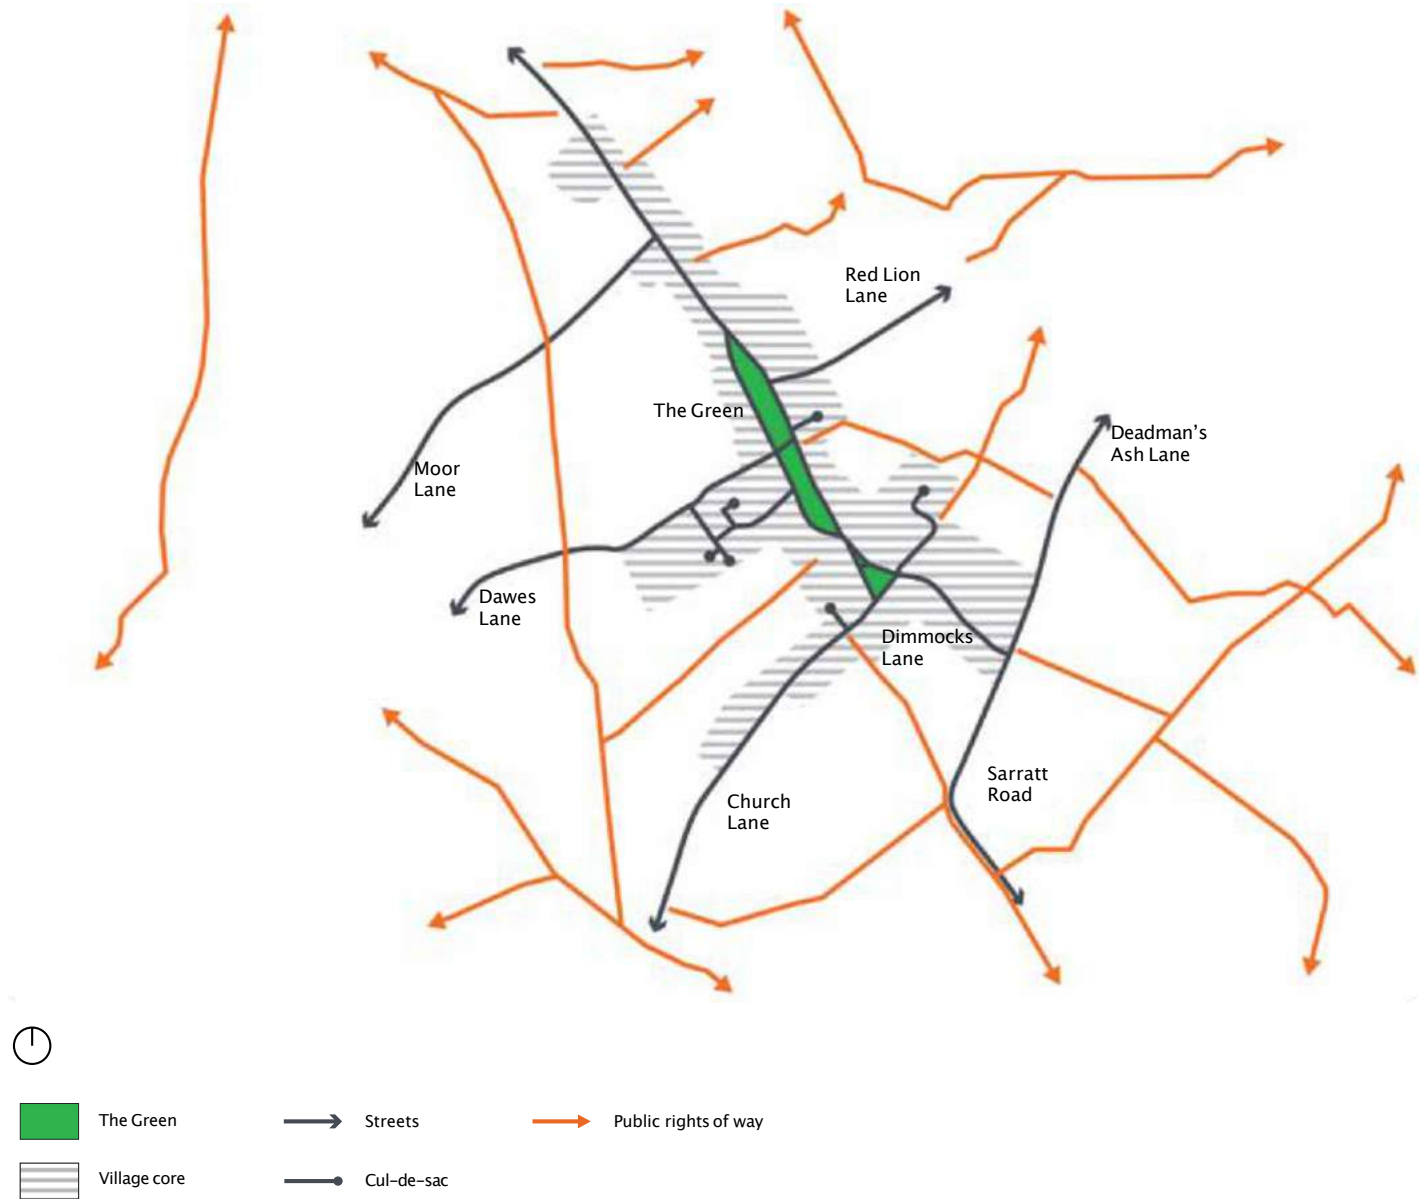 Red Lion
Lane
The Green
Deadman's
Ash Lane
Moor
Lane
Dawes
Lane
Dimmocks
Lane
Sarratt
Road
Church
Lane
The Green
Streets
Public rights of way
Village core
Cul-de-sac